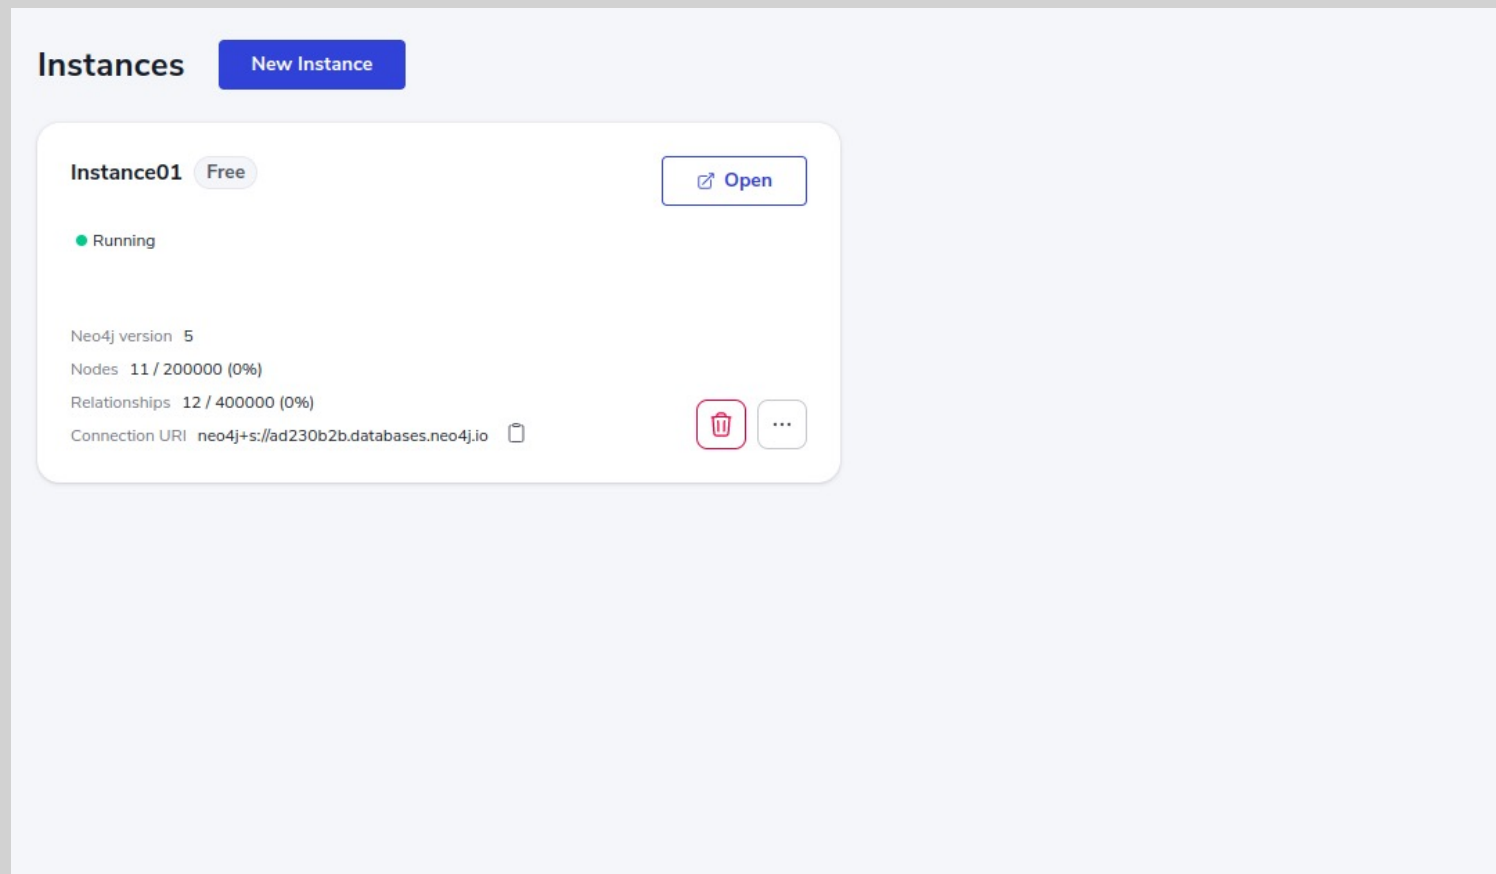 Instances
New Instance
Instance01
Free
Open
Running
Neo4j version 5
Nodes 11 / 200000 (0%)
Relationships 12 / 400000 (0%)
Connection URI neo4j+s://ad230b2b.databases.neo4j.io